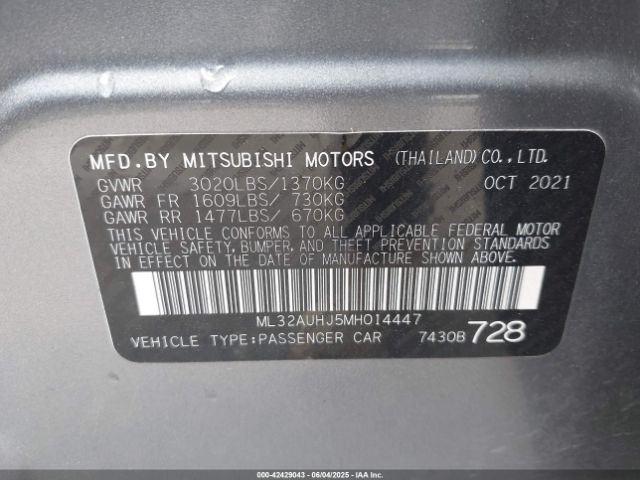 MFD.BY MITSUBISHI MOTORS (THAILAND)CO.,LTD.
GVWR 3020LBS/1370KG OCT 2021
GAWR FR 1609LBS/ 730KG
GAWR RR 1477LBS/ 670KG
THIS VEHICLE CONFORMS TO ALL APPLICABLE FEDERAL MOTOR
VEHICLE SAFETY, BUMPER, AND THEFT PREVENTION STANDARDS
IN EFFECT ON THE DATE OF MANUFACTURE SHOWN ABOVE.
ML32AUHJ5MH014447
VEHICLE TYPE:PASSENGER CAR 7430B 728
000-42429043 - 06/04/2025 - IAAI.COM